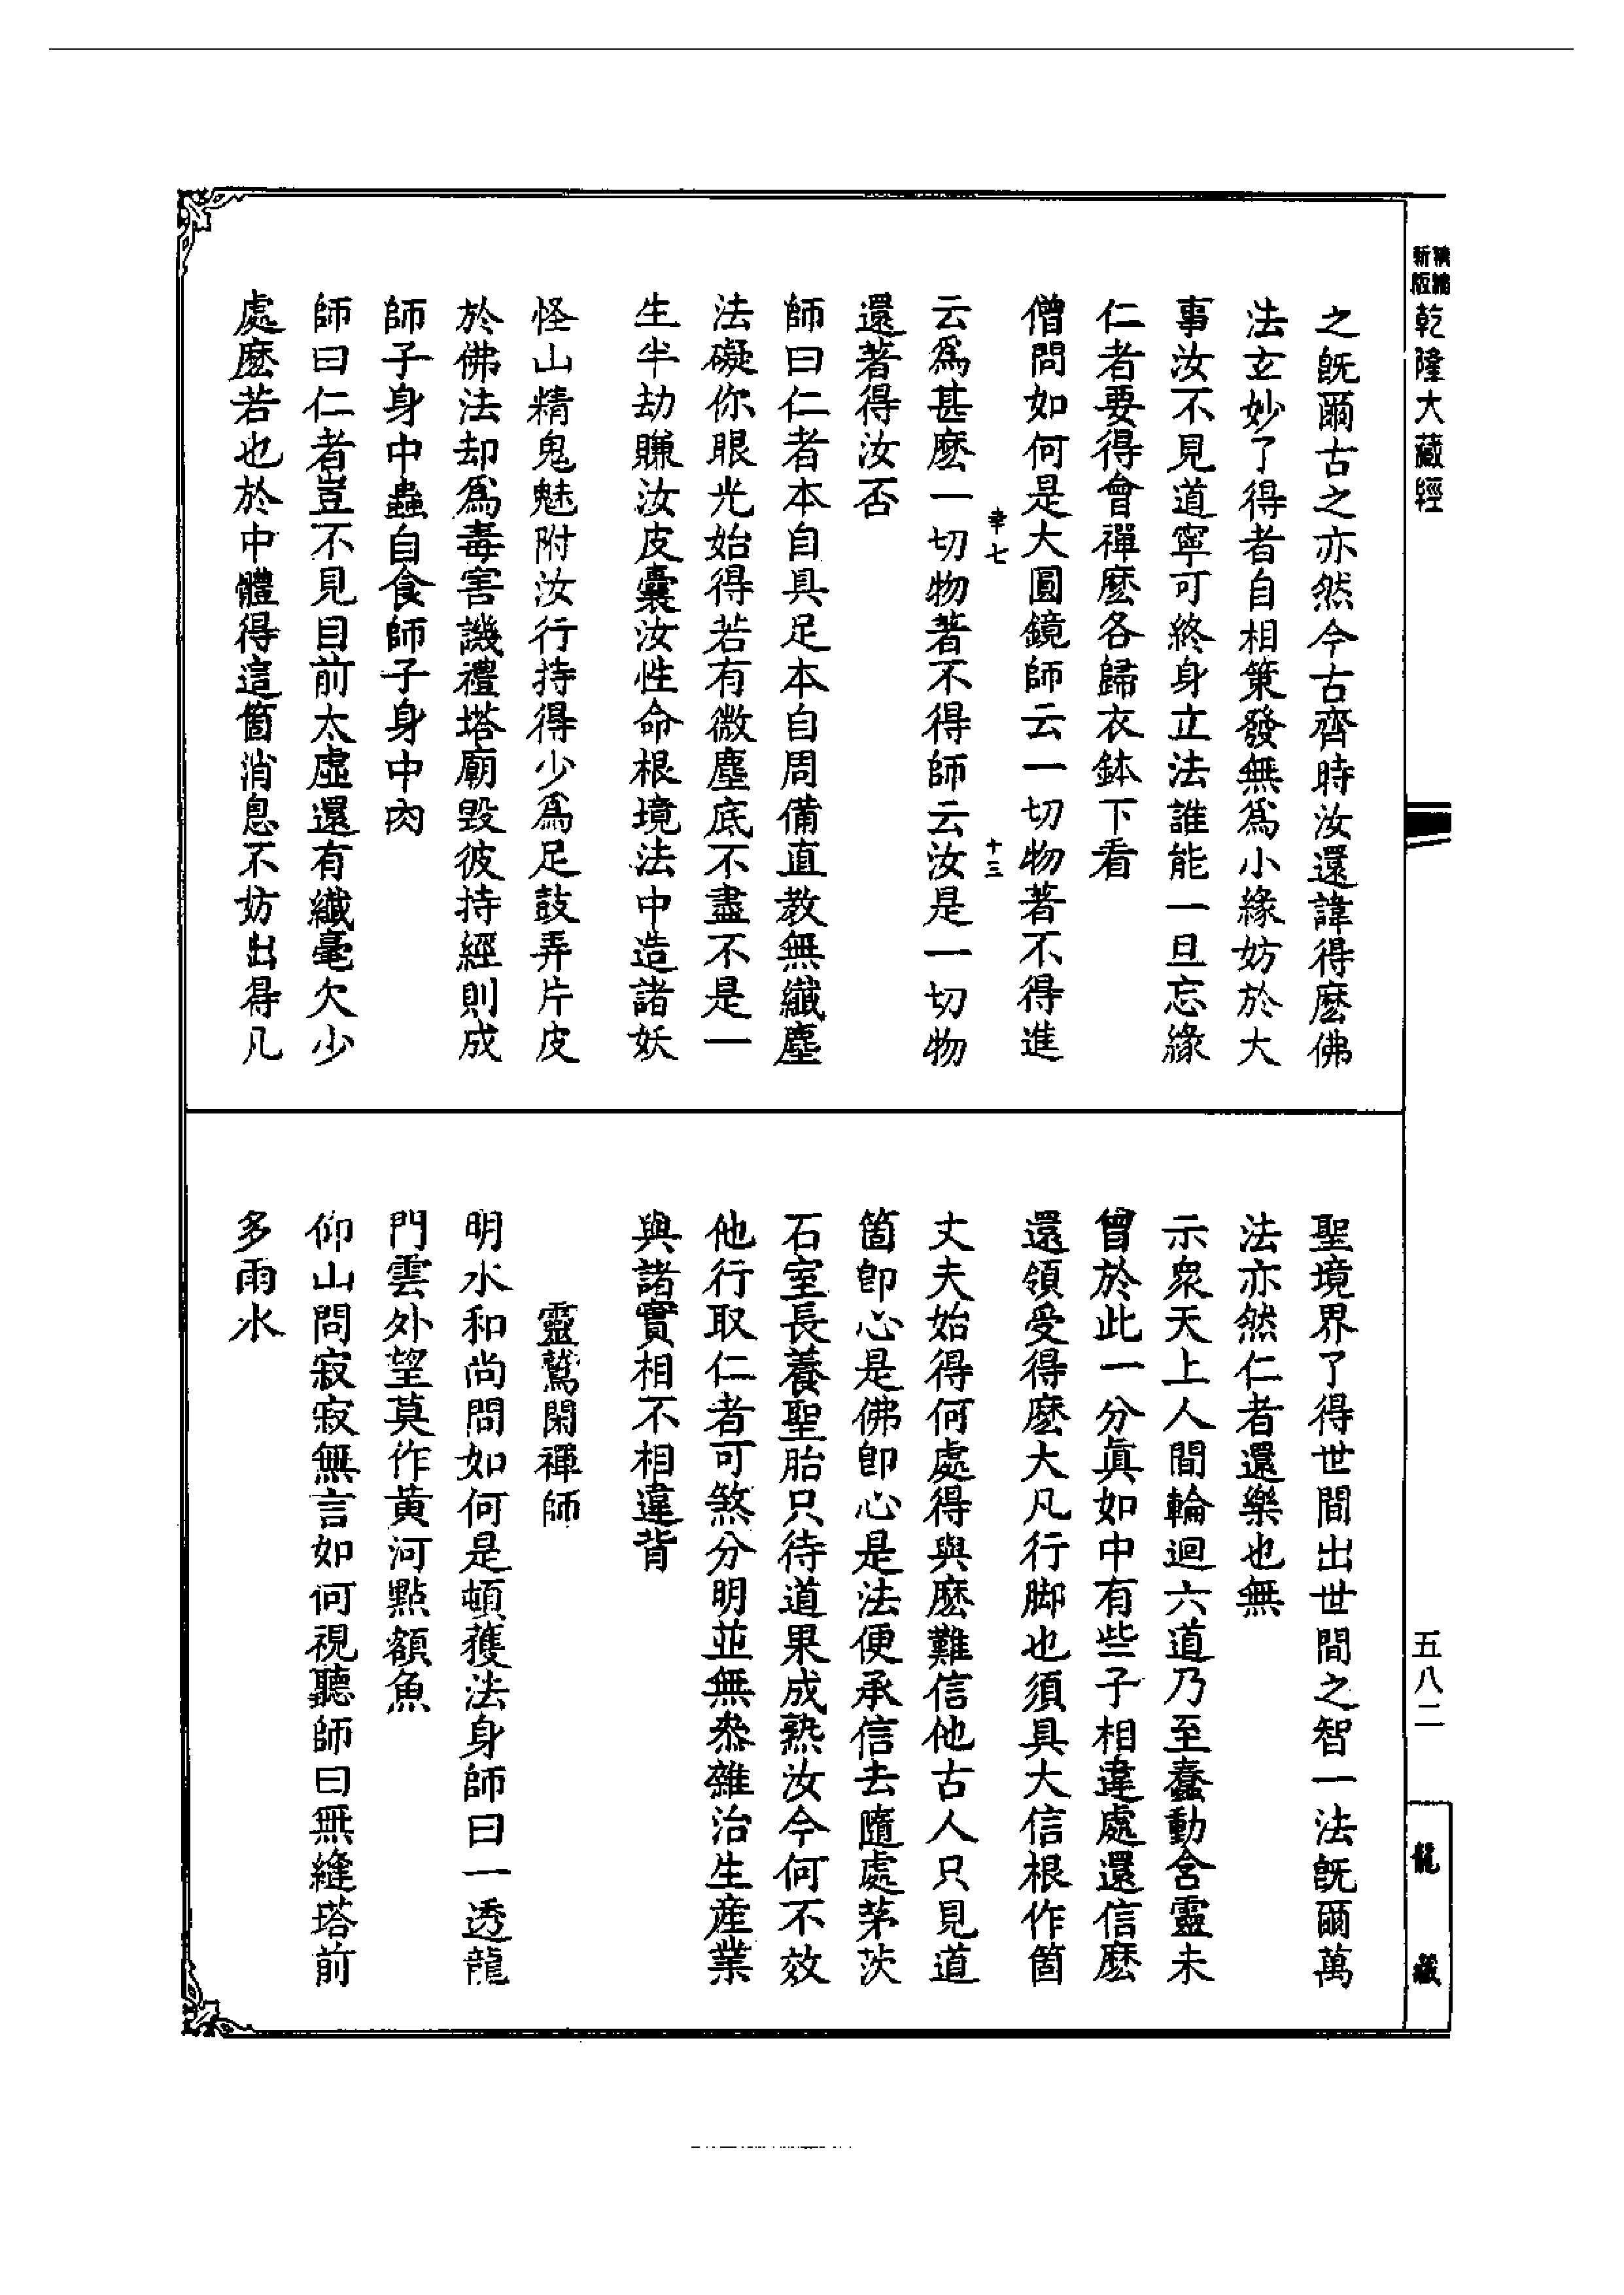 精縮
新版
乾隆大藏經
之旣爾古之亦然今古齊時汝還諱得麽佛
法玄妙了得者自相策發無爲小緣妨於大
事汝不見道寧可終身立法誰能一旦忘緣
仁者要得會禪麽各歸衣鉢下看
僧問如何是大圓鏡師云一切物著不得進
幸七
十三
云爲甚麽一切物著不得師云汝是一切物
還著得汝否
師曰仁者本自具足本自周備直教無纖塵
法礙你眼光始得若有微塵底不盡不是一
生半劫賺汝皮囊汝性命根境法中造諸妖
怪山精鬼魅附汝行持得少爲足鼓弄片皮
於佛法却爲毒害譏禮塔廟毀彼持經則成
師子身中蟲自食師子身中肉
師曰仁者豈不見目前太虛還有纖毫欠少
處麽若也於中體得這箇消息不妨出得凡
聖境界了得世間出世間之智一法旣爾萬
法亦然仁者還樂也無
示衆天上人間輪迴六道乃至蠢動含靈未
曾於此一分眞如中有些子相違處還信麽
還領受得麽大凡行脚也須具大信根作箇
丈夫始得何處得與麽難信他古人只見道
箇卽心是佛卽心是法便承信去隨處茅茨
石室長養聖胎只待道果成熟汝今何不效
他行取仁者可煞分明並無叅雜治生産業
與諸實相不相違背
靈鷲閑禪師
明水和尚問如何是頓獲法身師曰一透龍
門雲外望莫作黄河點額魚
仰山問寂寂無言如何視聽師曰無縫塔前
多雨水
五八二
龍藏